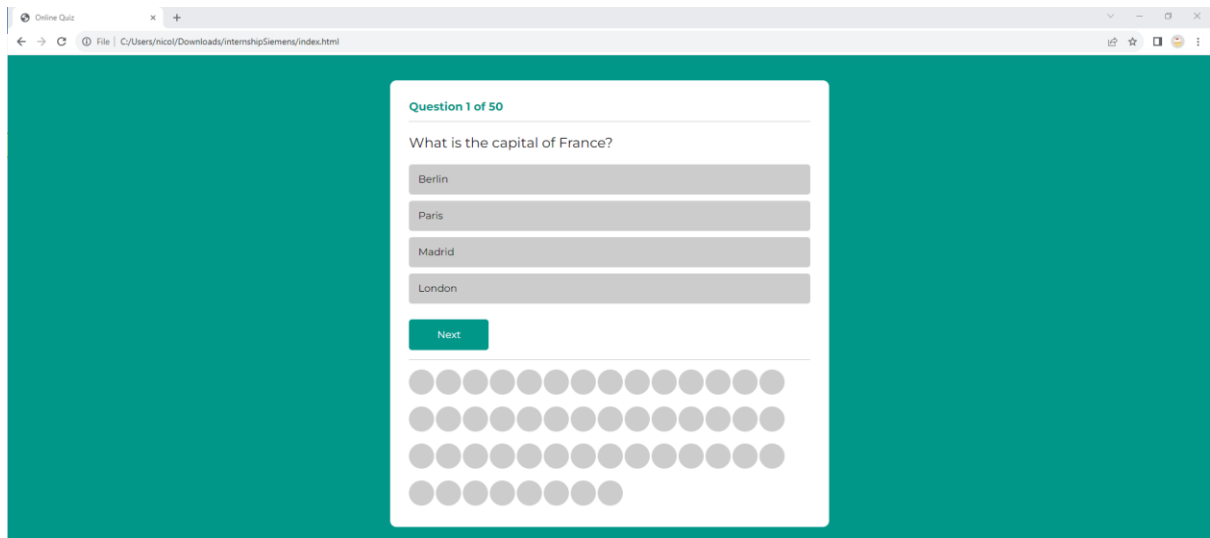 Online Quiz
File | C:/Users/nicol/Downloads/internshipSiemens/index.html
Question 1 of 50
What is the capital of France?
Berlin
Paris
Madrid
London
Next